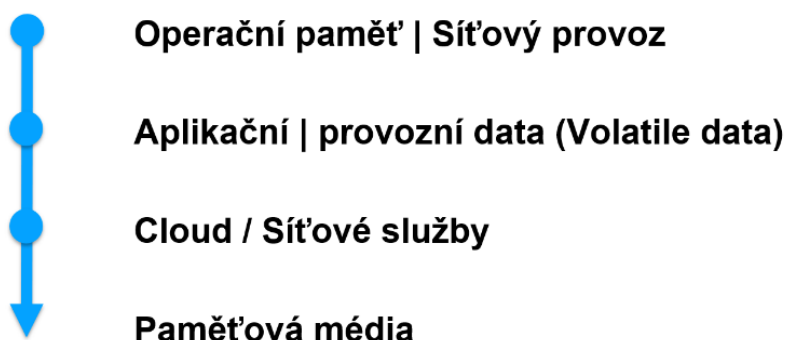 Operační paměť | Síťový provoz
Aplikační | provozní data (Volatile data)
Cloud / Síťové služby
Paměťová média